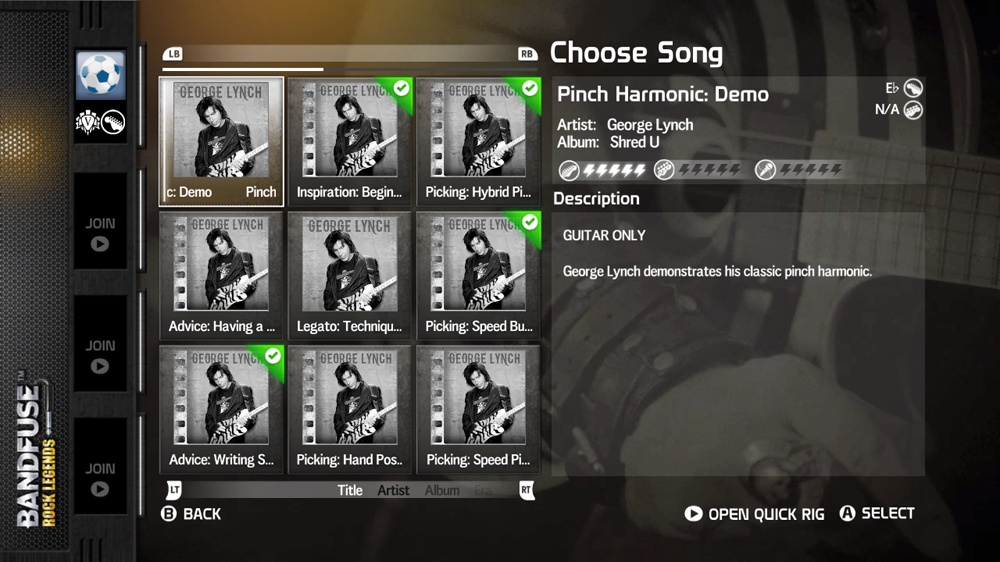 LB
RB
Choose Song
GEORGE LYNCH
c: Demo Pinch
GEORGE LYNCH
Inspiration: Begin...
GEORGE LYNCH
Picking: Hybrid Pi...
GEORGE LYNCH
Advice: Having a ...
GEORGE LYNCH
Legato: Techniqu...
GEORGE LYNCH
Picking: Speed Bu...
GEORGE LYNCH
Advice: Writing S...
GEORGE LYNCH
Picking: Hand Pos..
GEORGE LYNCH
Picking: Speed Pi...
Pinch Harmonic: Demo
E♭
N/A
Artist: George Lynch
Album: Shred U
Description
GUITAR ONLY
George Lynch demonstrates his classic pinch harmonic.
V
JOIN
JOIN
JOIN
BANDFUSE™
ROCK LEGENDS
LT
Title Artist Album Era
RT
B BACK
OPEN QUICK RIG
A SELECT